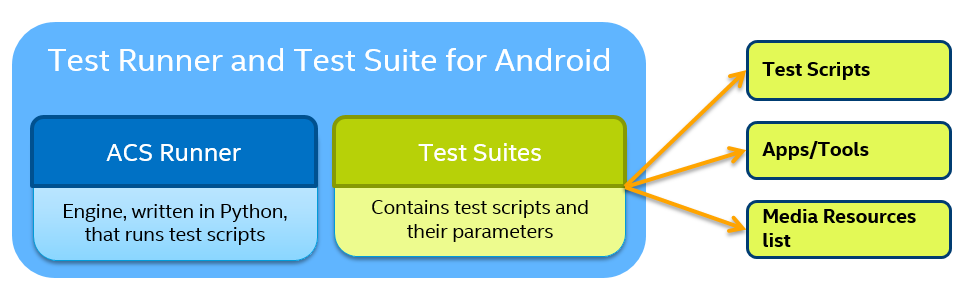 Test Runner and Test Suite for Android
ACS Runner
Engine, written in Python,
that runs test scripts
Test Suites
Contains test scripts and
their parameters
Test Scripts
Apps/Tools
Media Resources
list